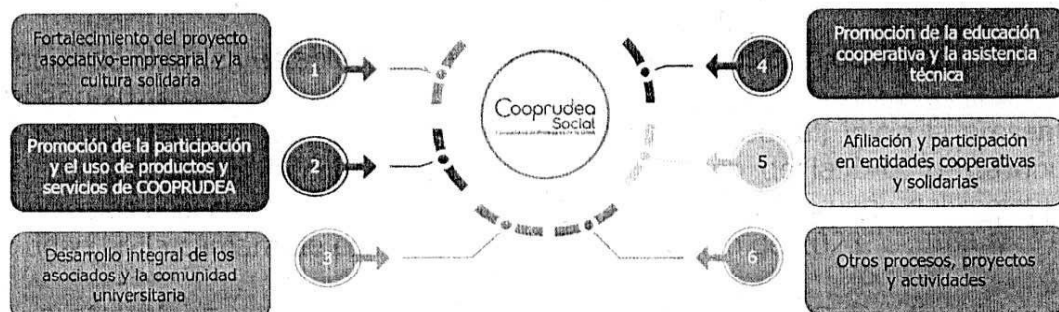 Fortalecimiento del proyecto
asociativo-empresarial y la
cultura solidaria
1
Promoción de la participación
y el uso de productos y
servicios de COOPRUDEA
2
Desarrollo integral de los
asociados y la comunidad
universitaria
3
Cooprudea
Social
Promoción de la educación
cooperativa y la asistencia
técnica
4
Afiliación y participación
en entidades cooperativas
y solidarias
5
Otros procesos, proyectos
y actividades
6